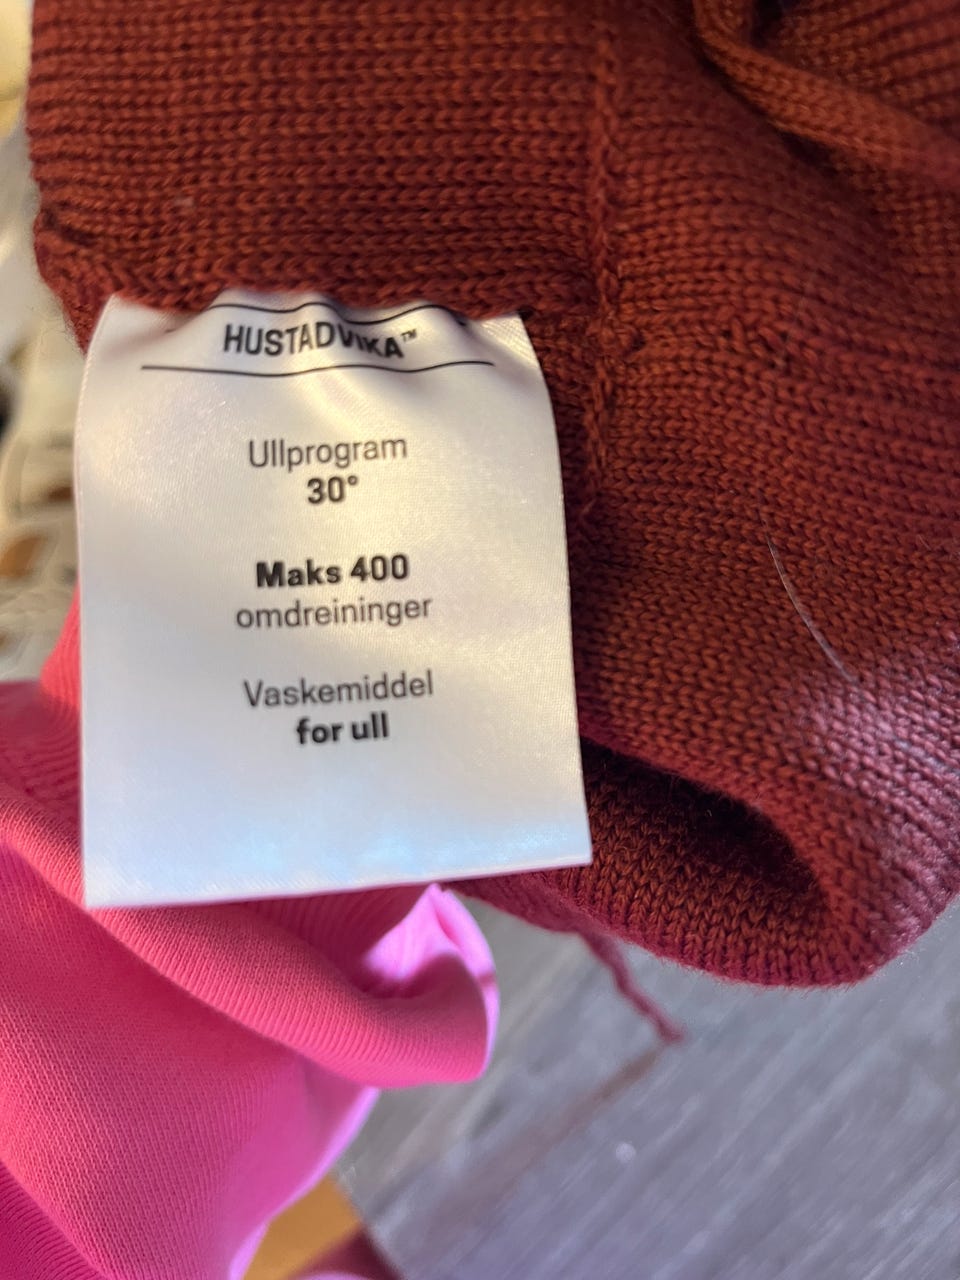 HUSTADVIKA™
Ullprogram
30°
Maks 400
omdreininger
Vaskemiddel
for ull